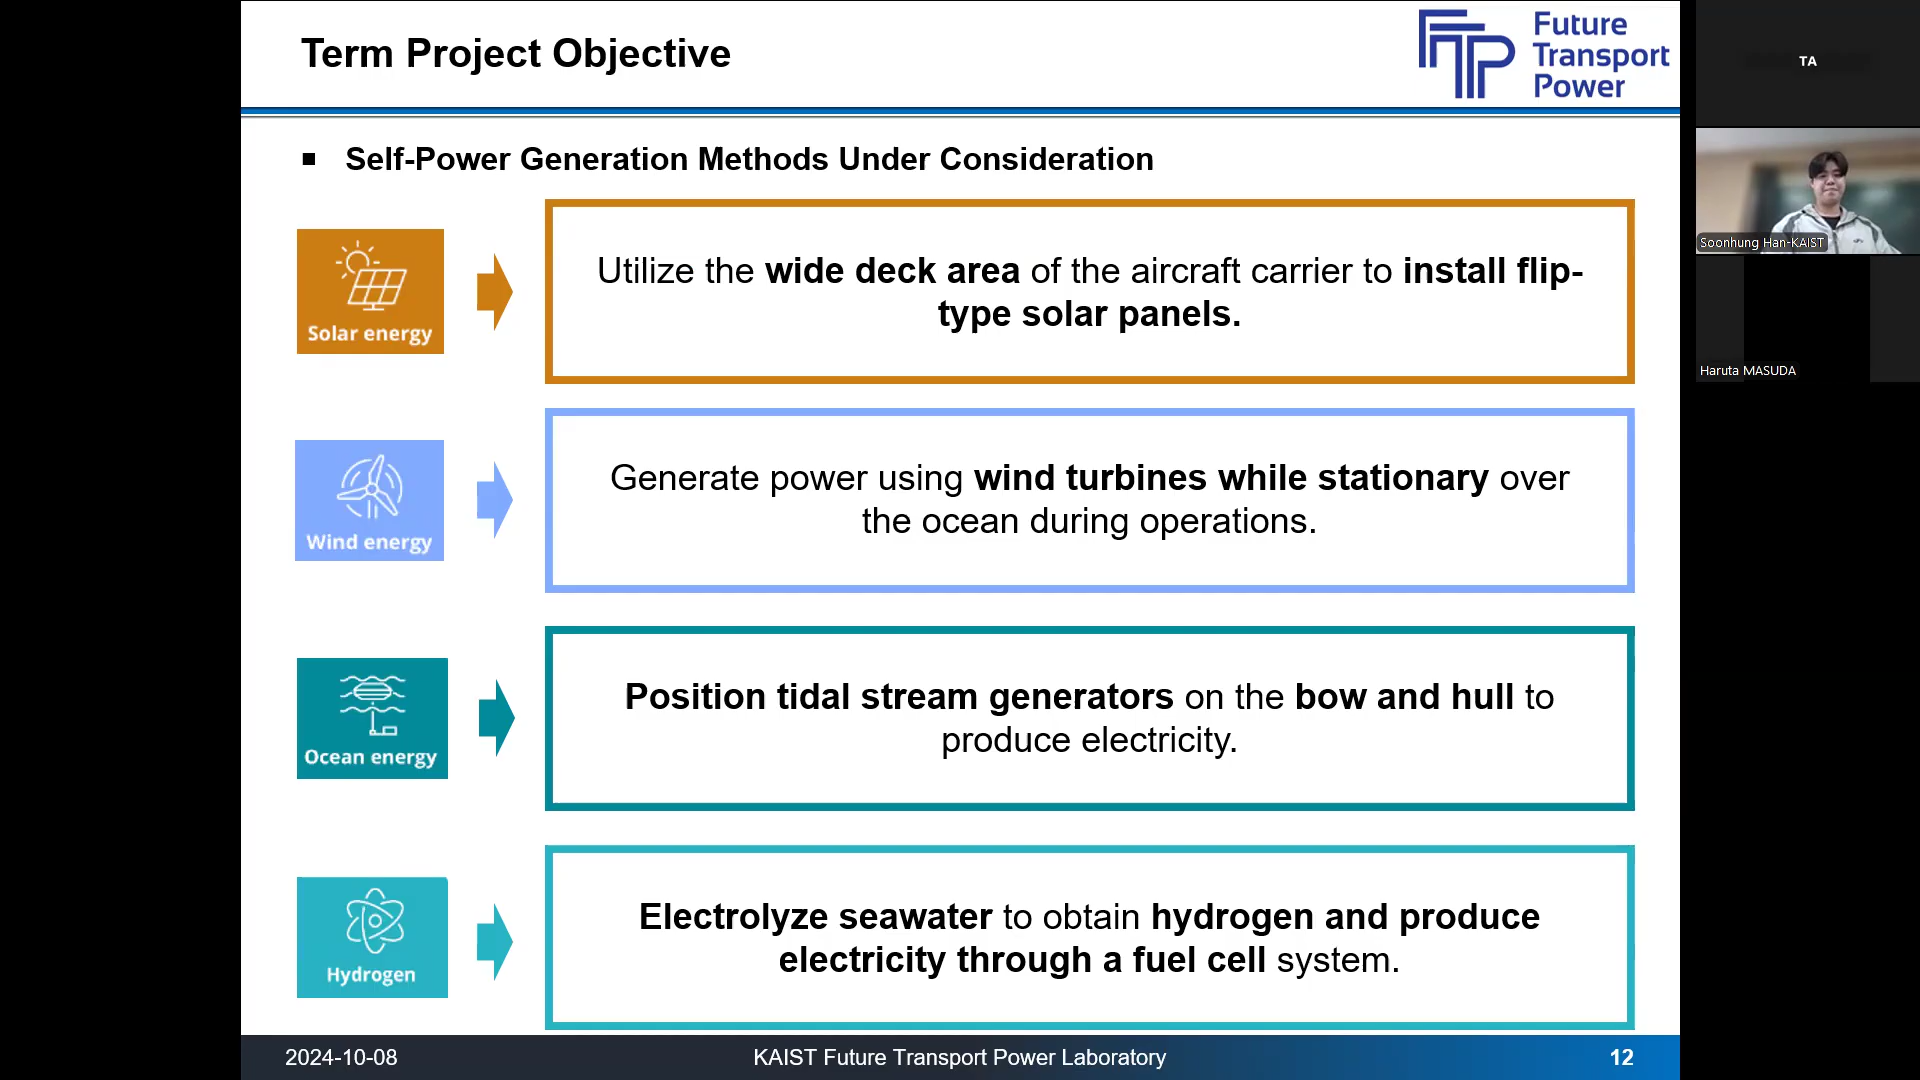 Term Project Objective
FTP
Future
Transport
Power
Self-Power Generation Methods Under Consideration
Solar energy
Utilize the wide deck area of the aircraft carrier to install flip-
type solar panels.
Wind energy
Generate power using wind turbines while stationary over
the ocean during operations.
Ocean energy
Position tidal stream generators on the bow and hull to
produce electricity.
Hydrogen
Electrolyze seawater to obtain hydrogen and produce
electricity through a fuel cell system.
2024-10-08
KAIST Future Transport Power Laboratory
12
TA
Soonhung Han-KAIST
Haruta MASUDA